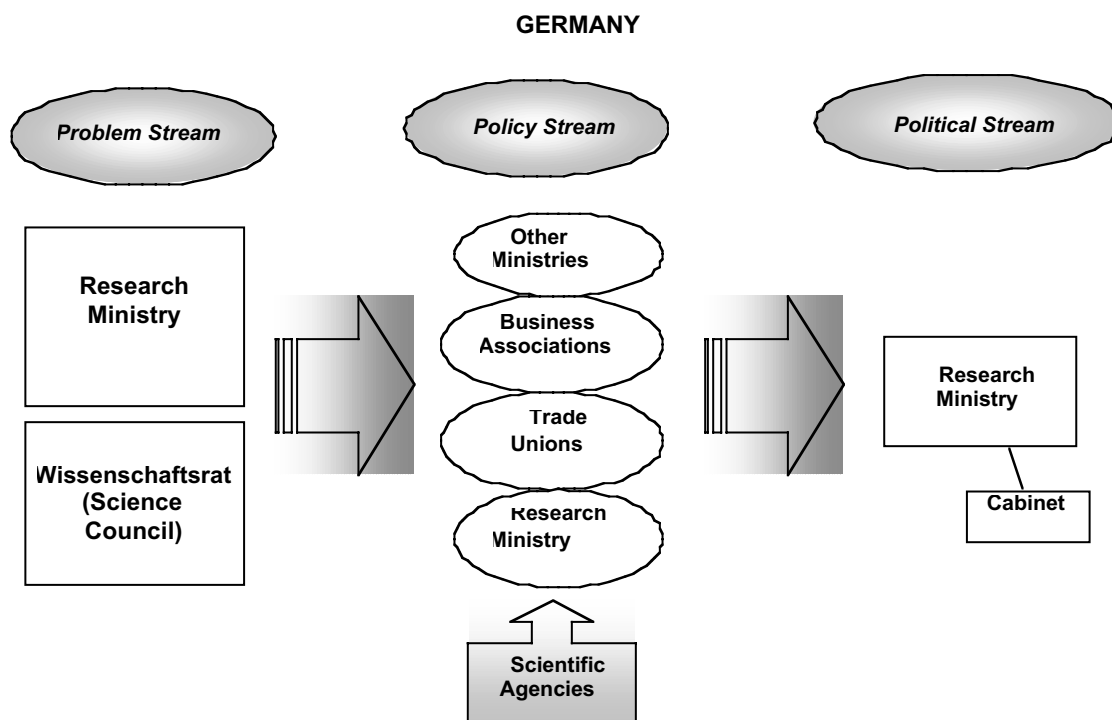 GERMANY
Problem Stream
Policy Stream
Political Stream
Research
Ministry
Wissenschaftsrat
(Science
Council)
Other
Ministries
Business
Associations
Trade
Unions
Research
Ministry
Scientific
Agencies
Research
Ministry
Cabinet